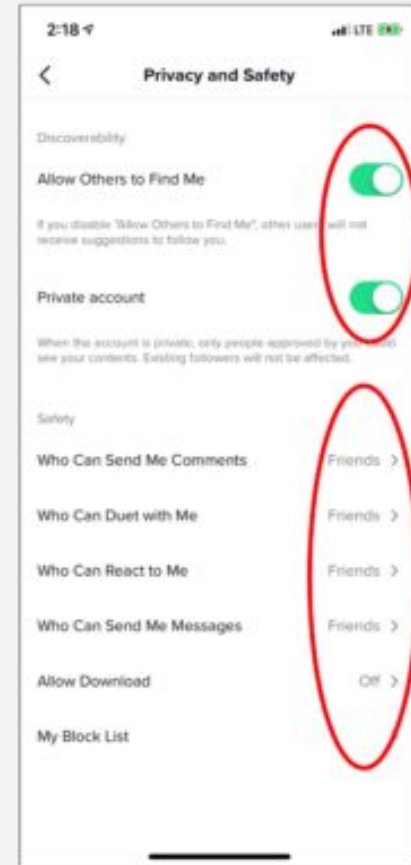 2:18 LTE
Privacy and Safety
Discoverability
Allow Others to Find Me
If you disable "Allow Others to Find Me", other users will not
receive suggestions to follow you.
Private account
When the account is private, only people approved by you could
see your contents. Existing followers will not be affected.
Safety
Who Can Send Me Comments Friends >
Who Can Duet with Me Friends >
Who Can React to Me Friends >
Who Can Send Me Messages Friends >
Allow Download Off >
My Block List